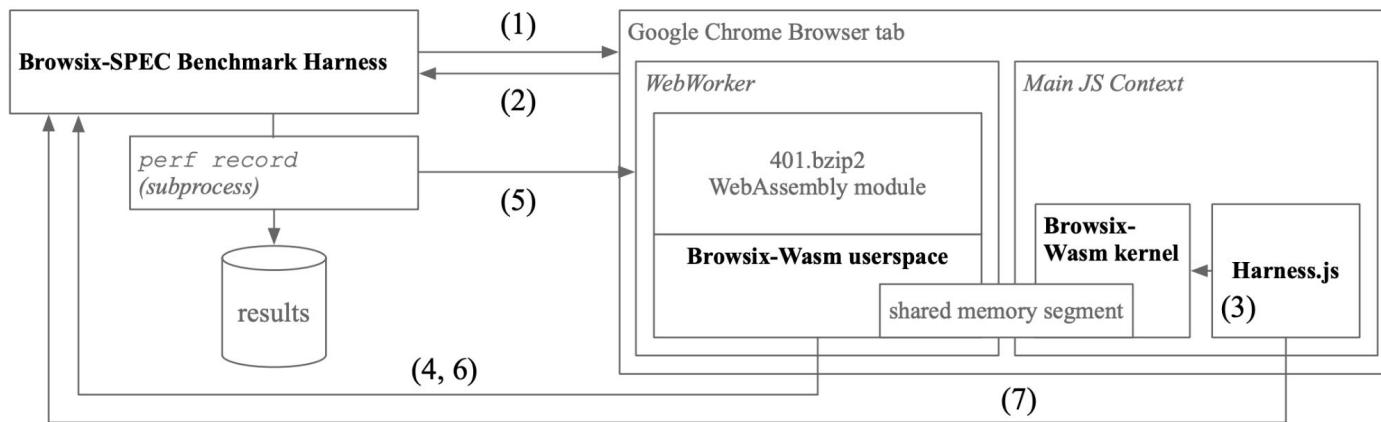 (1)
Google Chrome Browser tab
Browsix-SPEC Benchmark Harness
WebWorker
Main JS Context
(2)
perf record
(subprocess)
401.bzip2
WebAssembly module
(5)
Browsix-
Wasm kernel
Browsix-Wasm userspace
Harness.js
(3)
results
shared memory segment
(4, 6)
(7)